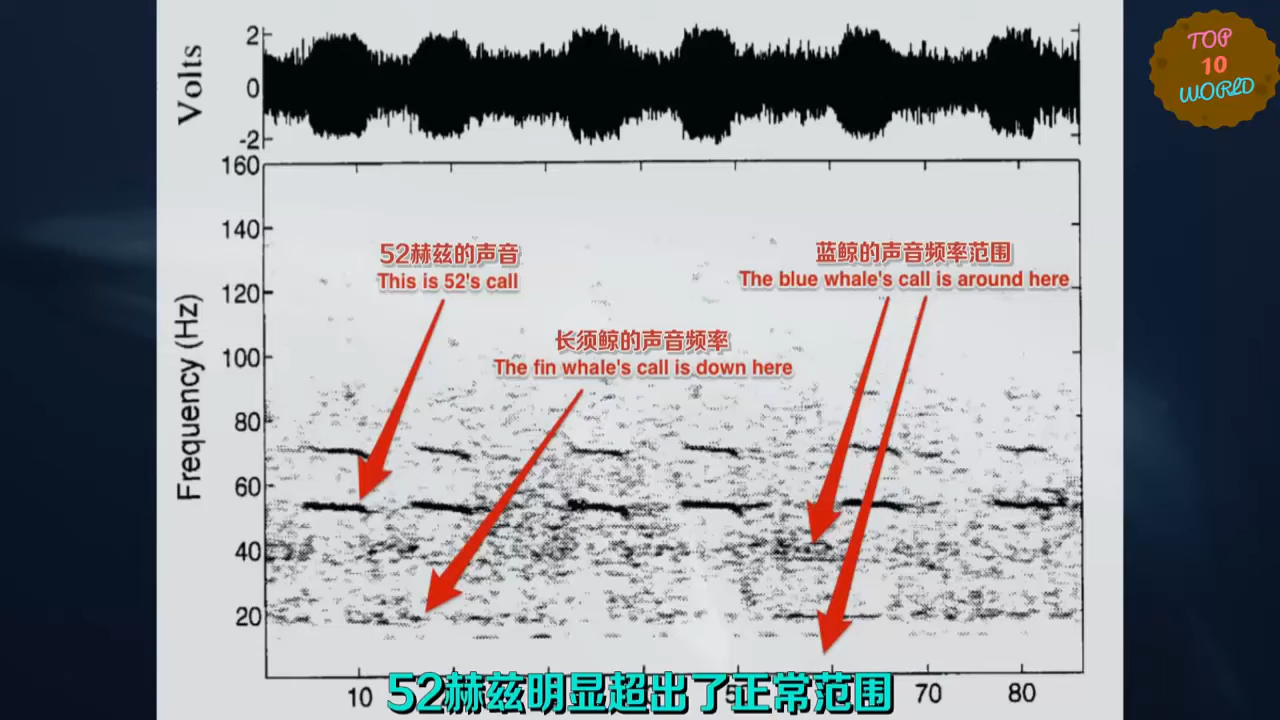 TOP
10
WORLD
Volts
2
0
-2
160
140
120
100
80
60
40
20
Frequency (Hz)
52赫兹的声音
This is 52's call
蓝鲸的声音频率范围
The blue whale's call is around here
长须鲸的声音频率
The fin whale's call is down here
10
70
80
52赫兹明显超出了正常范围